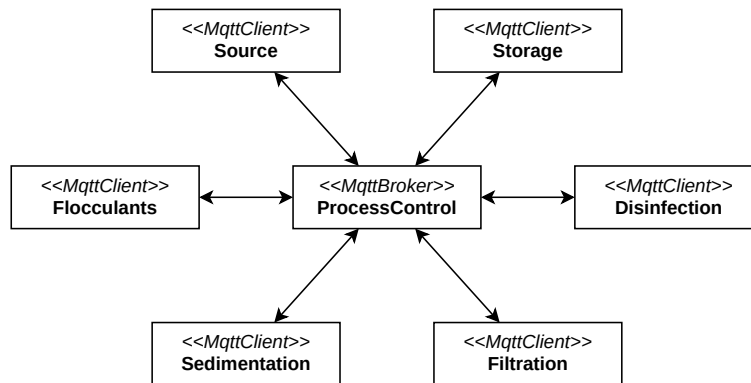 <<MqttClient>>
Source
<<MqttClient>>
Storage
<<MqttClient>>
Flocculants
<<MqttBroker>>
ProcessControl
<<MqttClient>>
Disinfection
<<MqttClient>>
Sedimentation
<<MqttClient>>
Filtration